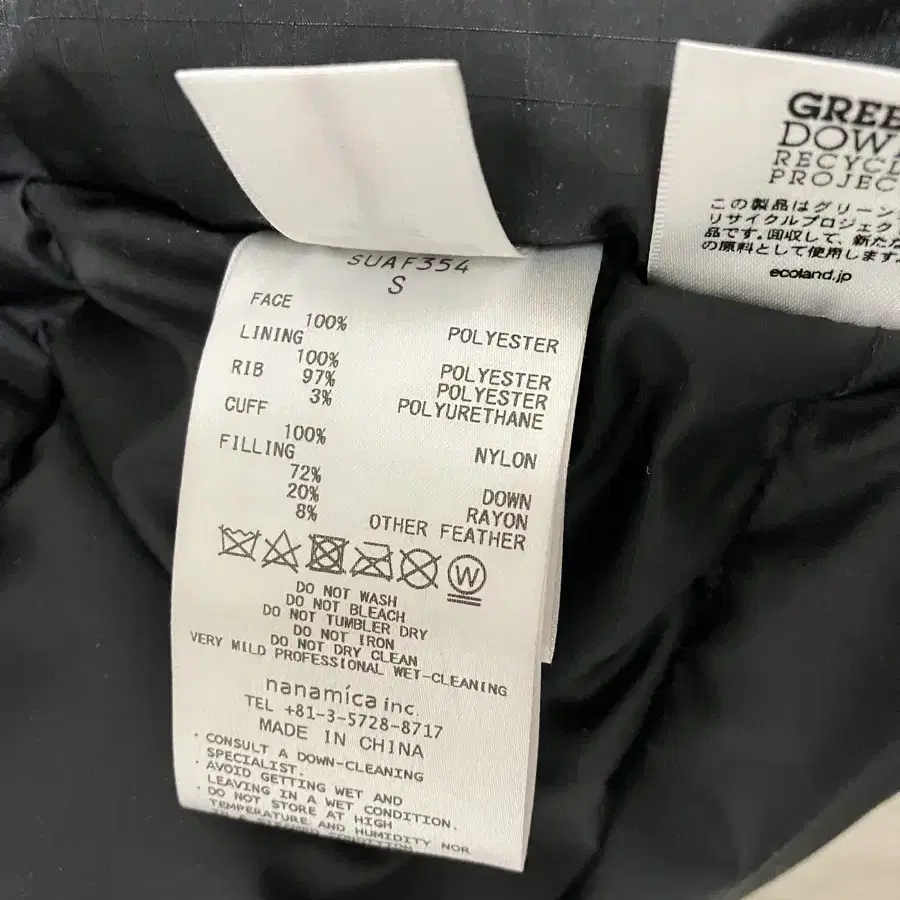 SUAF354
S
FACE
100% POLYESTER
LINING
100% POLYESTER
RIB 97% POLYESTER
3% POLYURETHANE
CUFF
100% NYLON
FILLING
72% DOWN
20% RAYON
8% OTHER FEATHER
W
DO NOT WASH
DO NOT BLEACH
DO NOT TUMBLER DRY
DO NOT IRON
DO NOT DRY CLEAN
VERY MILD PROFESSIONAL WET-CLEANING
nanamica inc.
TEL +81-3-5728-8717
MADE IN CHINA
・CONSULT A DOWN-CLEANING
SPECIALIST.
・AVOID GETTING WET AND
LEAVING IN A WET CONDITION.
・DO NOT STORE AT HIGH
TEMPERATURE AND HUMIDITY NOR
IN A STEAMED CONDITION.
GREE
DOW
RECYCL
PROJEC
この製品はグリーン
リサイクルプロジェク
品です。回収して、新た
の原料として使用します
ecoland.jp